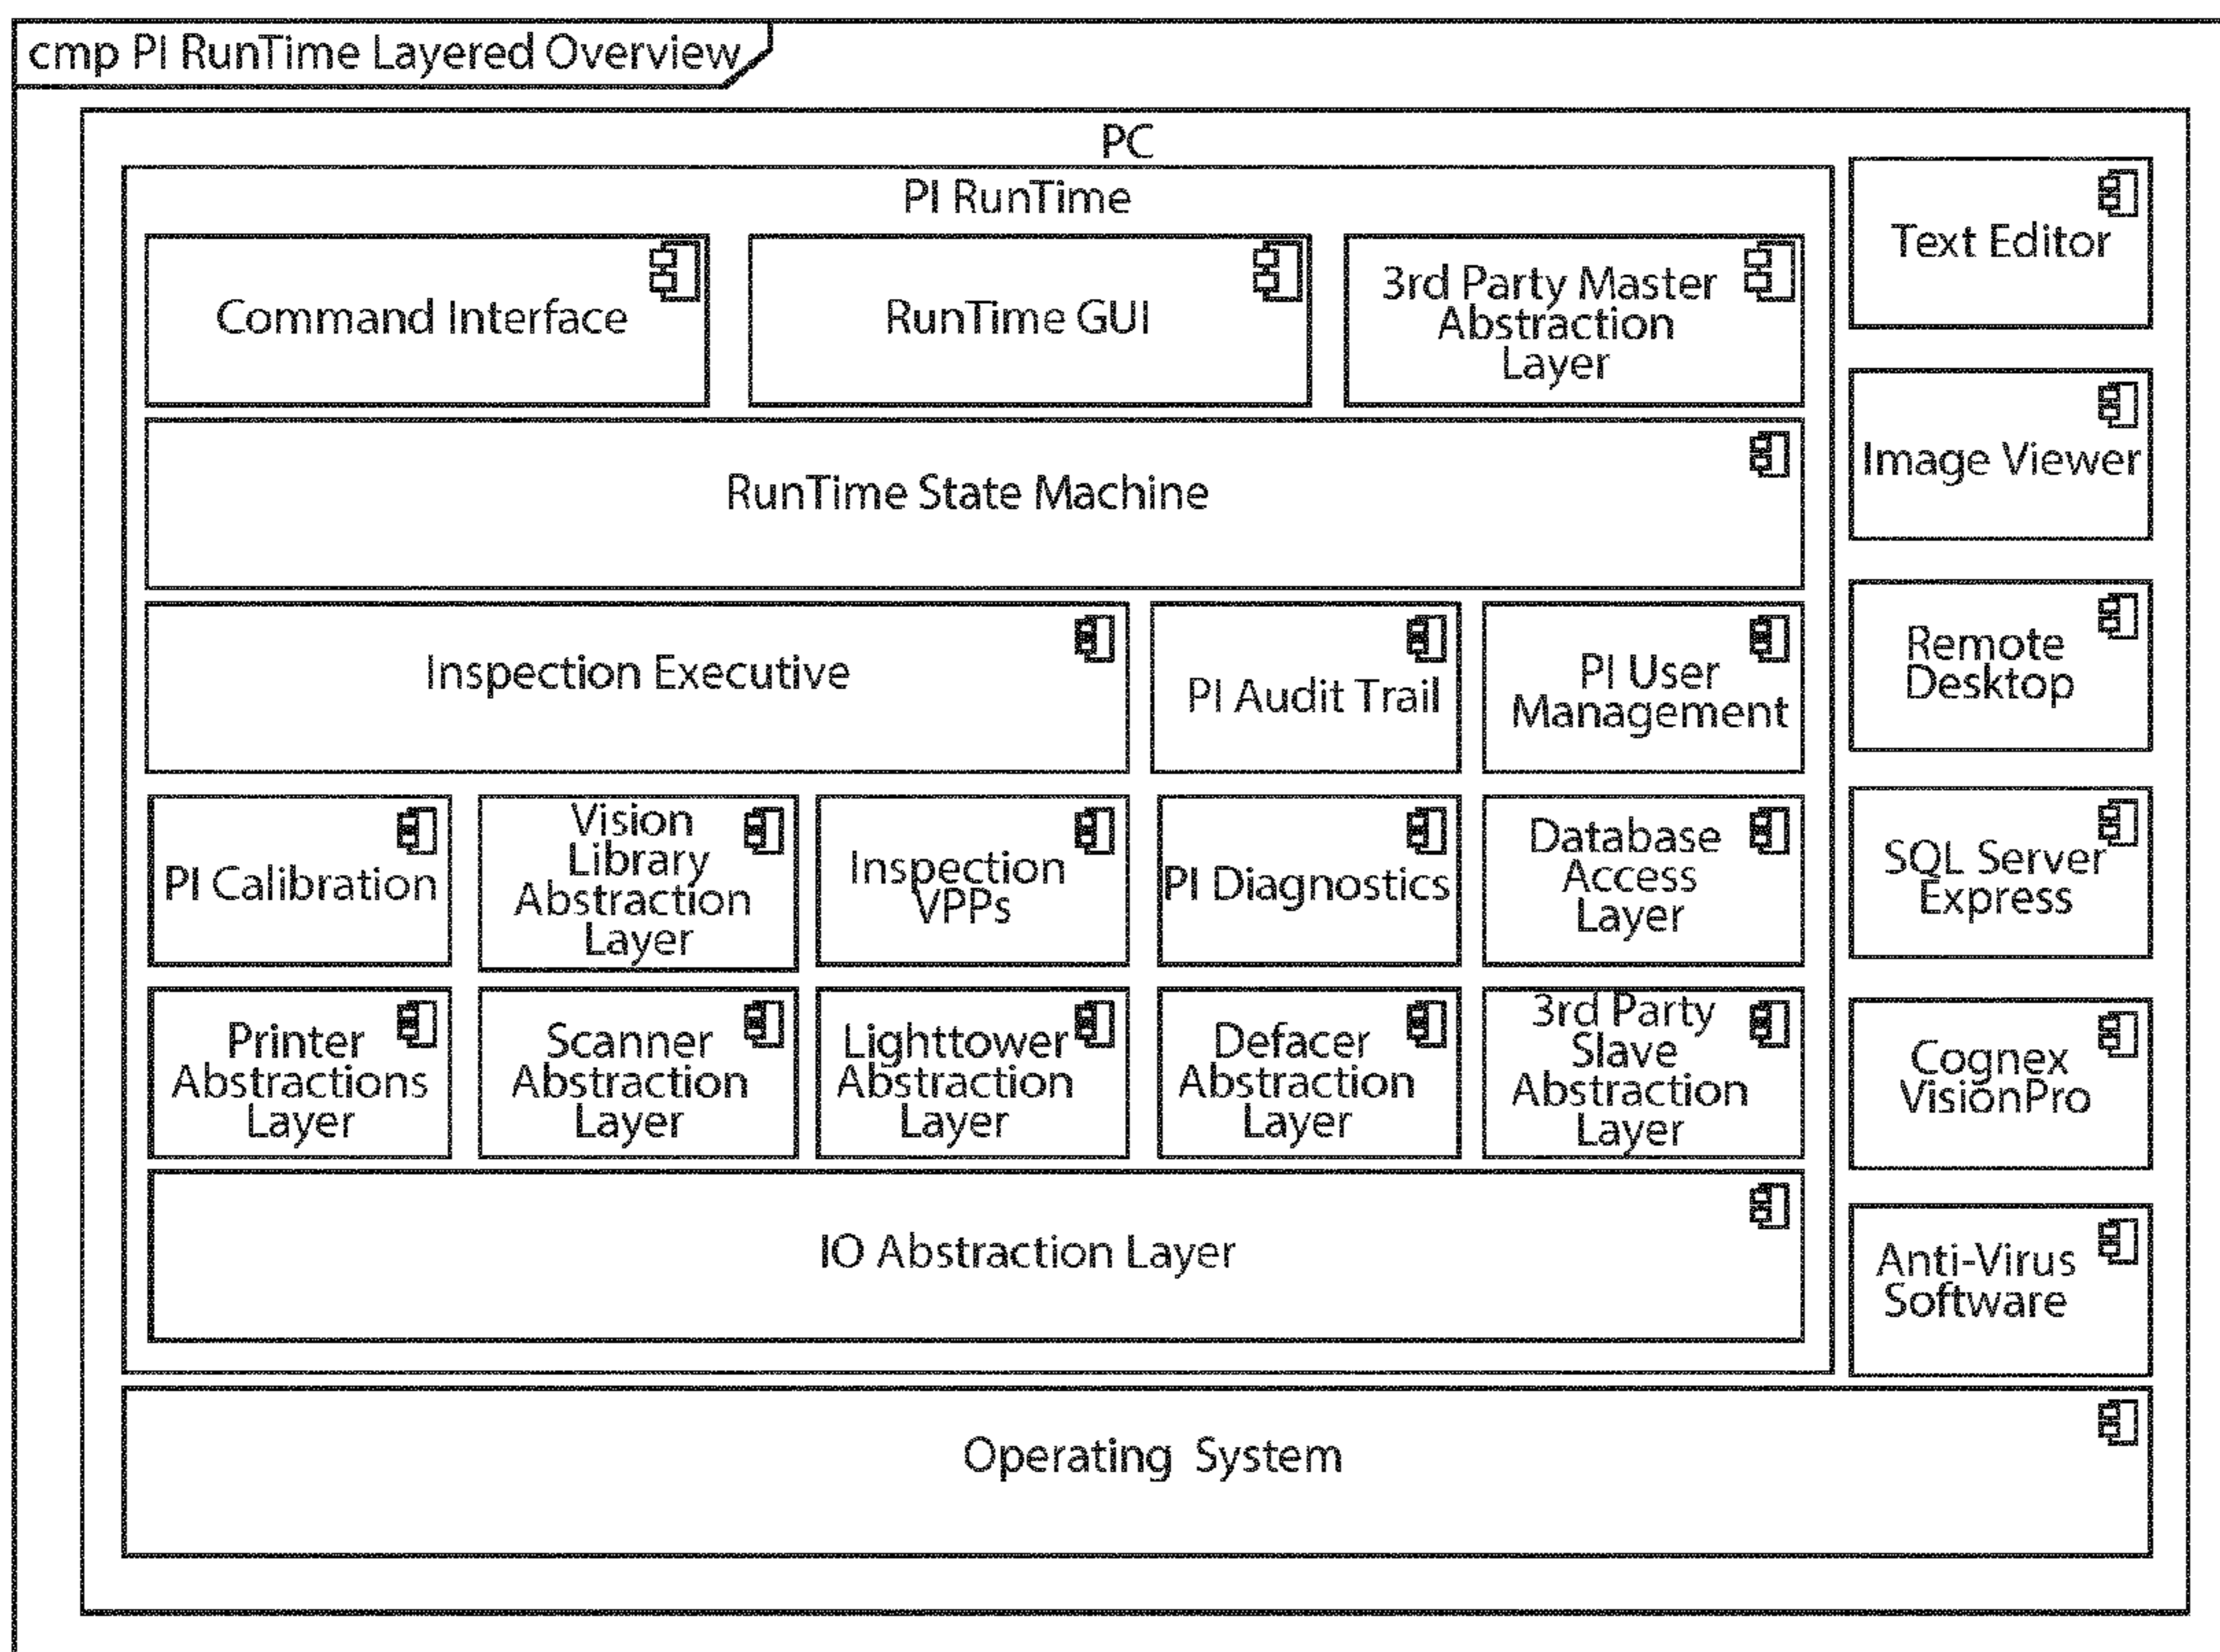 cmp PI RunTime Layered Overview
PC
PI RunTime
Command Interface
RunTime GUI
3rd Party Master
Abstraction
Layer
RunTime State Machine
Inspection Executive
PI Audit Trail
PI User
Management
PI Calibration
Vision
Library
Abstraction
Layer
Inspection
VPPs
PI Diagnostics
Database
Access
Layer
Printer
Abstractions
Layer
Scanner
Abstraction
Layer
Lighttower
Abstraction
Layer
Defacer
Abstraction
Layer
3rd Party
Slave
Abstraction
Layer
IO Abstraction Layer
Text Editor
Image Viewer
Remote
Desktop
SQL Server
Express
Cognex
VisionPro
Anti-Virus
Software
Operating System